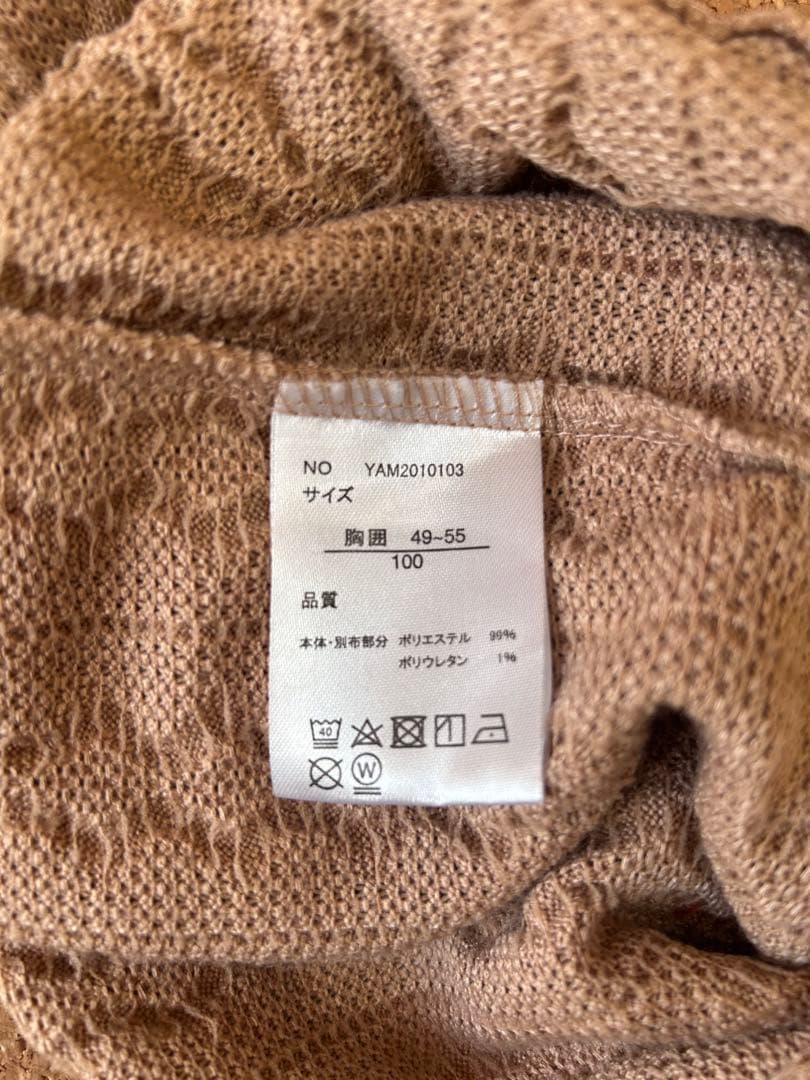 NO YAM2010103
サイズ
胸囲 49~55
100
品質
本体・別布部分 ポリエステル 99%
ポリウレタン 1%
40
W